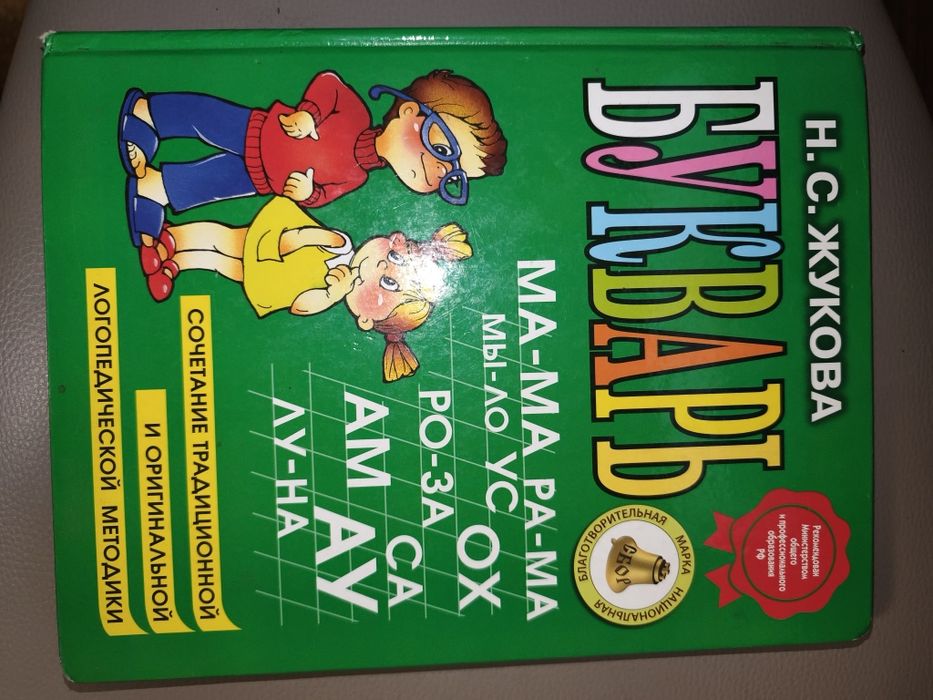 Н. С. ЖУКОВА
БУКВАРЬ
Рекомендован
Министерством
общего
и профессионального
образования
РФ
БЛАГОТВОРИТЕЛЬНАЯ МАРКА НАЦИОНАЛЬНАЯ
СБОР
МА-МА РА-МА
МЫ-ЛО УС ОХ
РО-ЗА СА
АМ АУ
ЛУ-НА
СОЧЕТАНИЕ ТРАДИЦИОННОЙ
И ОРИГИНАЛЬНОЙ
ЛОГОПЕДИЧЕСКОЙ МЕТОДИКИ